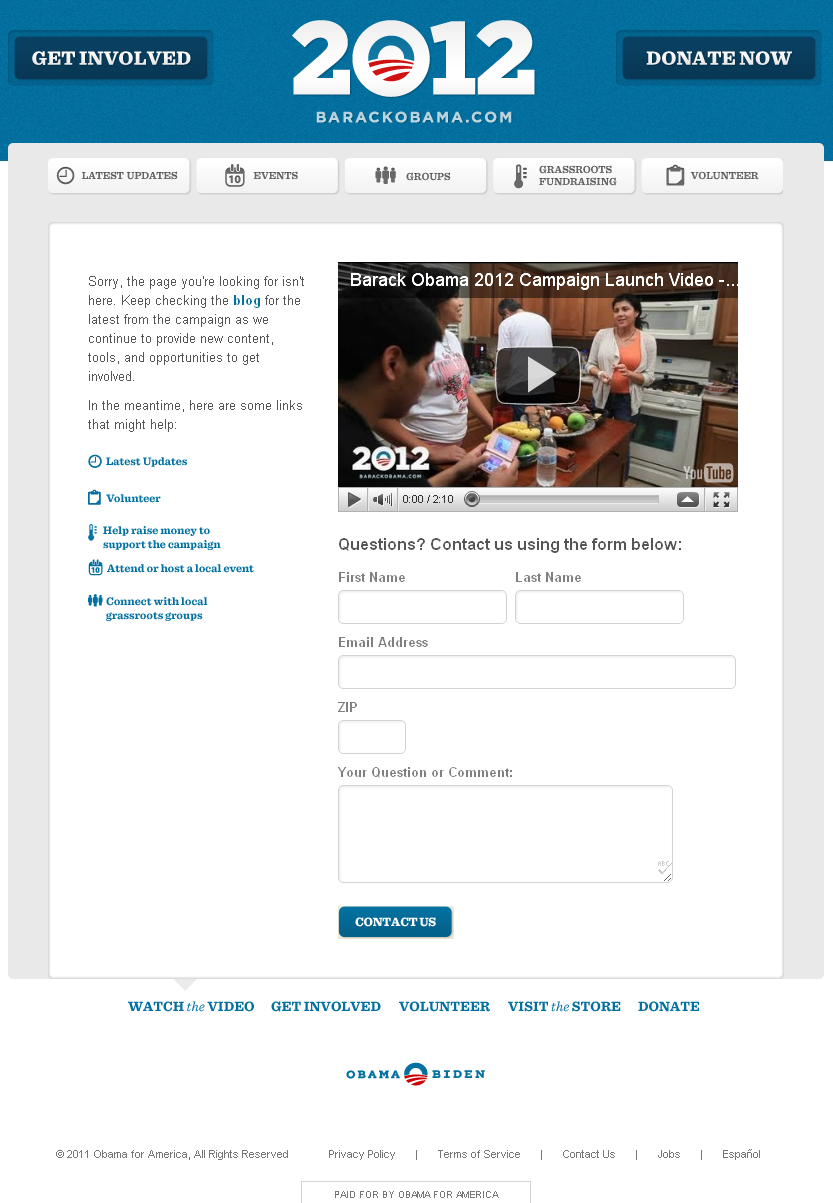 GET INVOLVED
2012
DONATE NOW
BARACKOBAMA.COM
LATEST UPDATES
10
EVENTS
GROUPS
GRASSROOTS
FUNDRAISING
VOLUNTEER
Sorry, the page you're looking for isn't
here. Keep checking the blog for the
latest from the campaign as we
continue to provide new content,
tools, and opportunities to get
involved.
In the meantime, here are some links
that might help:
Latest Updates
Volunteer
Help raise money to
support the campaign
10
Attend or host a local event
Connect with local
grassroots groups
Barack Obama 2012 Campaign Launch Video -...
2012
BARACKOBAMA.COM
YouTube
0:00 / 2:10
Questions? Contact us using the form below:
First Name
Last Name
Email Address
ZIP
Your Question or Comment:
ABC
CONTACT US
WATCH the VIDEO
GET INVOLVED
VOLUNTEER
VISIT the STORE
DONATE
OBAMA BIDEN
© 2011 Obama for America, All Rights Reserved
Privacy Policy
|
Terms of Service
|
Contact Us
|
Jobs
|
Español
PAID FOR BY OBAMA FOR AMERICA